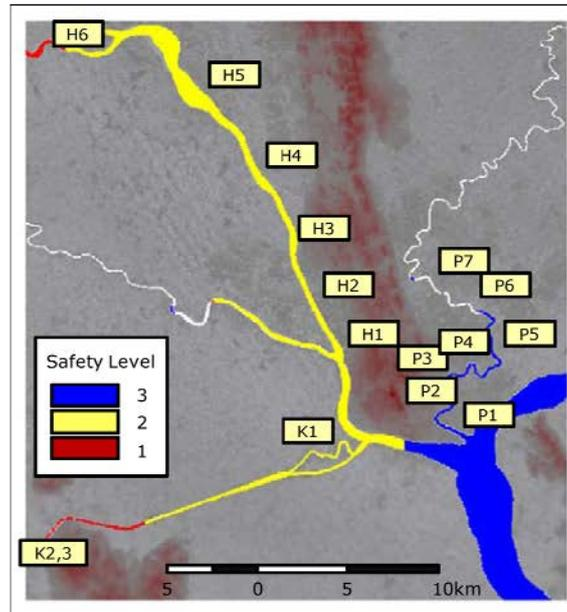 H6
H5
H4
H3
P7
H2
P6
H1
P5
P4
P3
P2
P1
K1
Safety Level
3
2
1
K2,3
5 0 5 10km